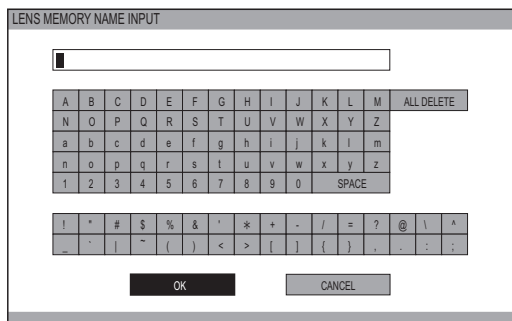 LENS MEMORY NAME INPUT
A B C D E F G H I J K L M ALL DELETE
N O P Q R S T U V W X Y Z
a b c d e f g h i j k l m
n o p q r s t u v w x y z
1 2 3 4 5 6 7 8 9 0 SPACE
! " # $ % & ' * + - / = ? @ \ ^
_ ` | ~ ( ) < > [ ] { } , . : ;
OK CANCEL